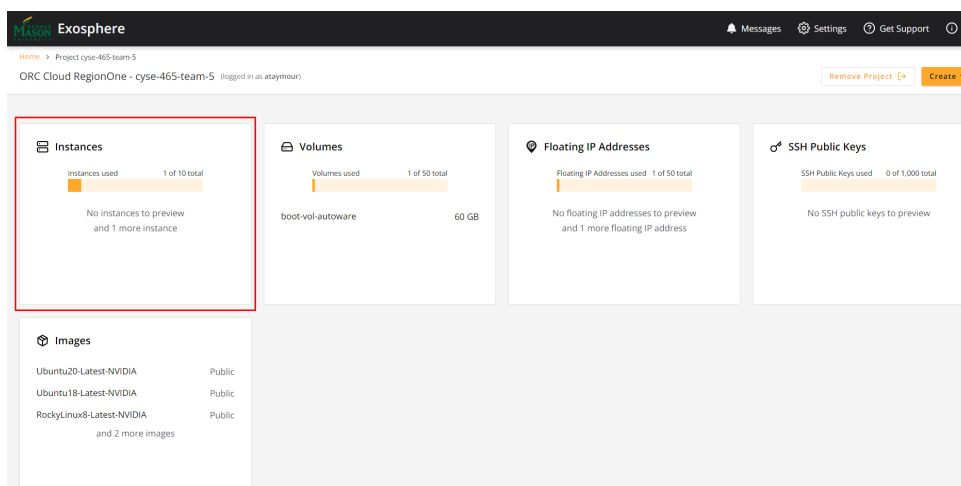 MASON Exosphere Messages Settings Get Support
Home > Project cyse-465-team-5
ORC Cloud RegionOne - cyse-465-team-5 (logged in as ataymour) Remove Project Create
Instances
Instances used 1 of 10 total
No instances to preview
and 1 more instance
Volumes
Volumes used 1 of 50 total
boot-vol-autoware 60 GB
Floating IP Addresses
Floating IP Addresses used 1 of 50 total
No floating IP addresses to preview
and 1 more floating IP address
SSH Public Keys
SSH Public Keys used 0 of 1,000 total
No SSH public keys to preview
Images
Ubuntu20-Latest-NVIDIA Public
Ubuntu18-Latest-NVIDIA Public
RockyLinux8-Latest-NVIDIA Public
and 2 more images